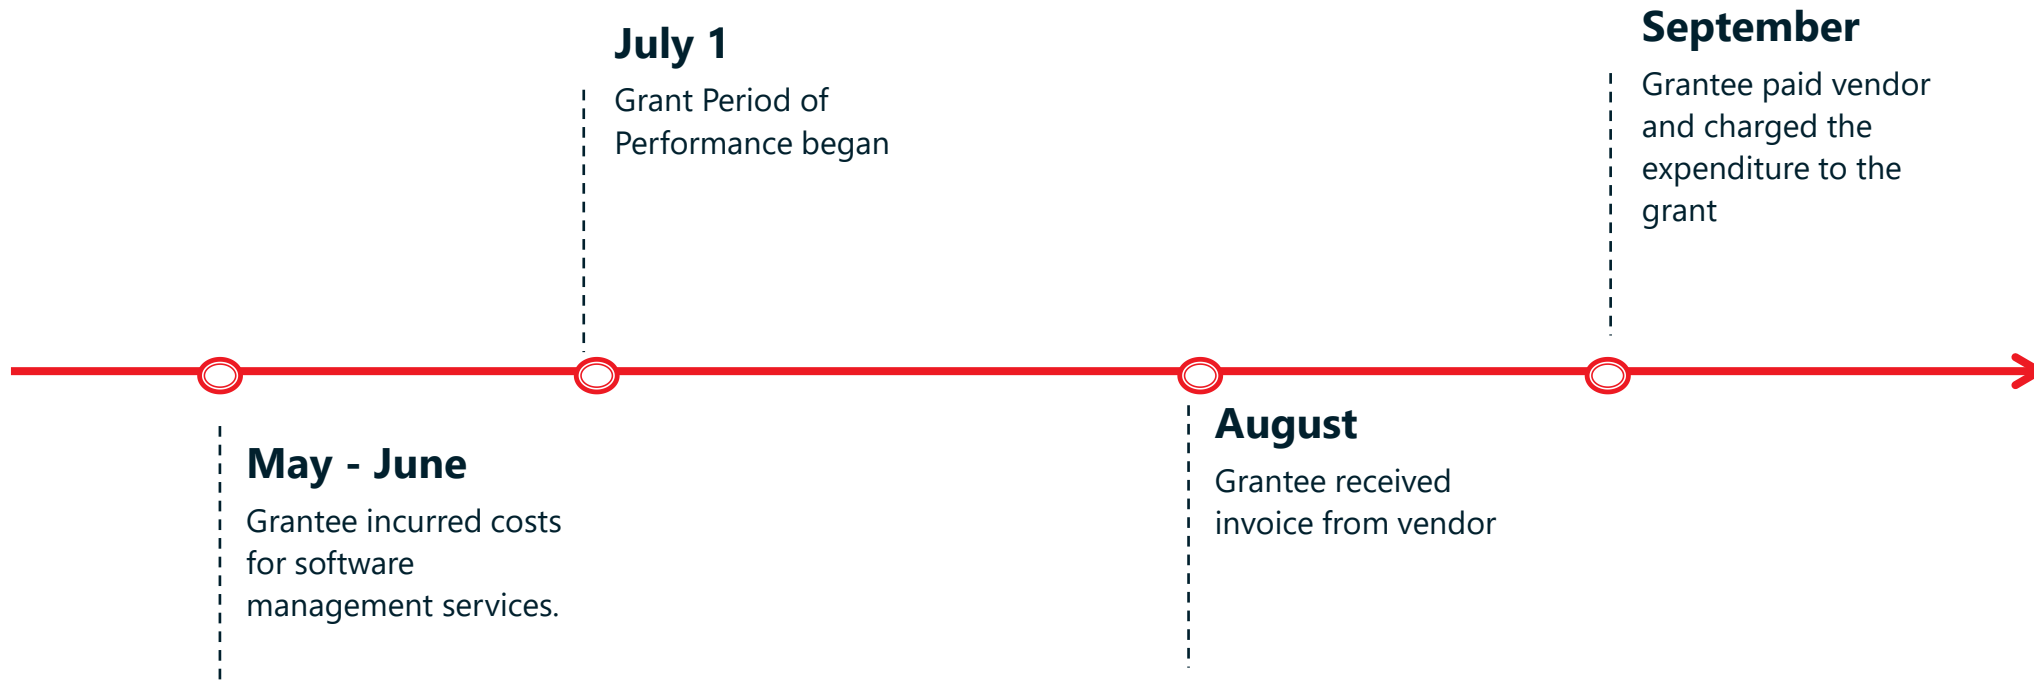 May - June
Grantee incurred costs
for software
management services.
July 1
Grant Period of
Performance began
August
Grantee received
invoice from vendor
September
Grantee paid vendor
and charged the
expenditure to the
grant